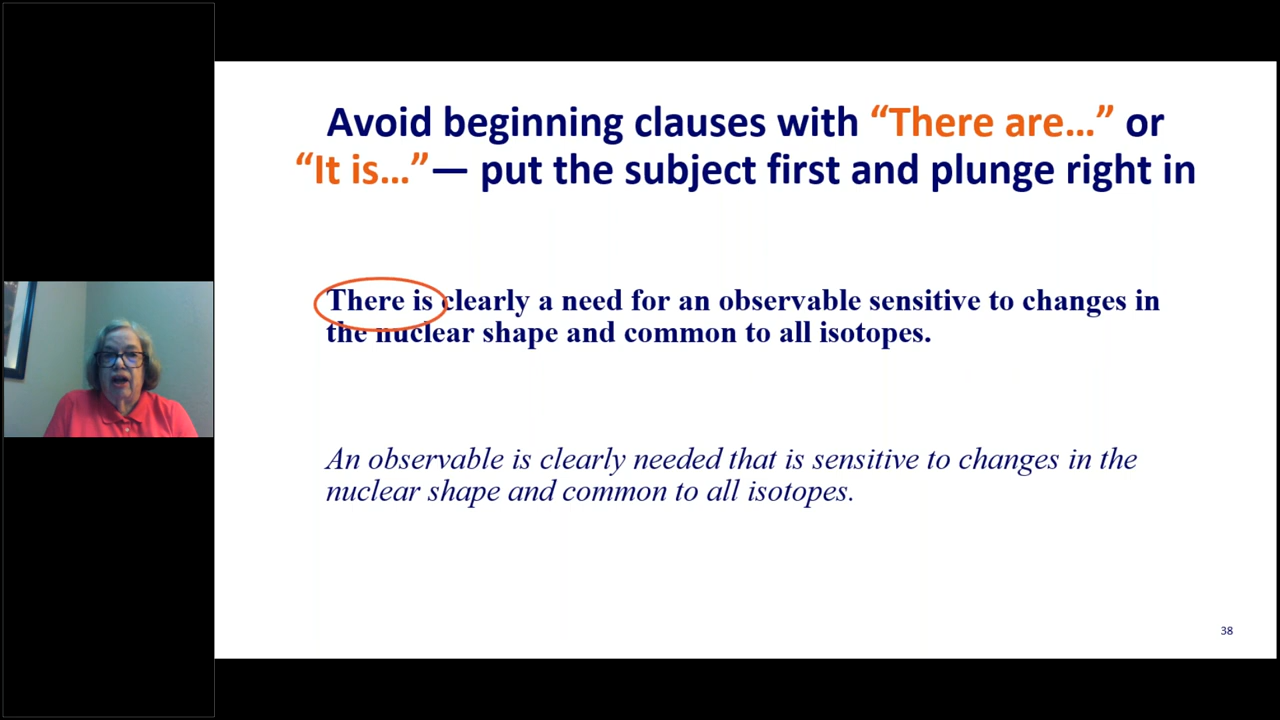 Avoid beginning clauses with “There are…” or
“It is…”— put the subject first and plunge right in
There is clearly a need for an observable sensitive to changes in
the nuclear shape and common to all isotopes.
An observable is clearly needed that is sensitive to changes in the
nuclear shape and common to all isotopes.
38